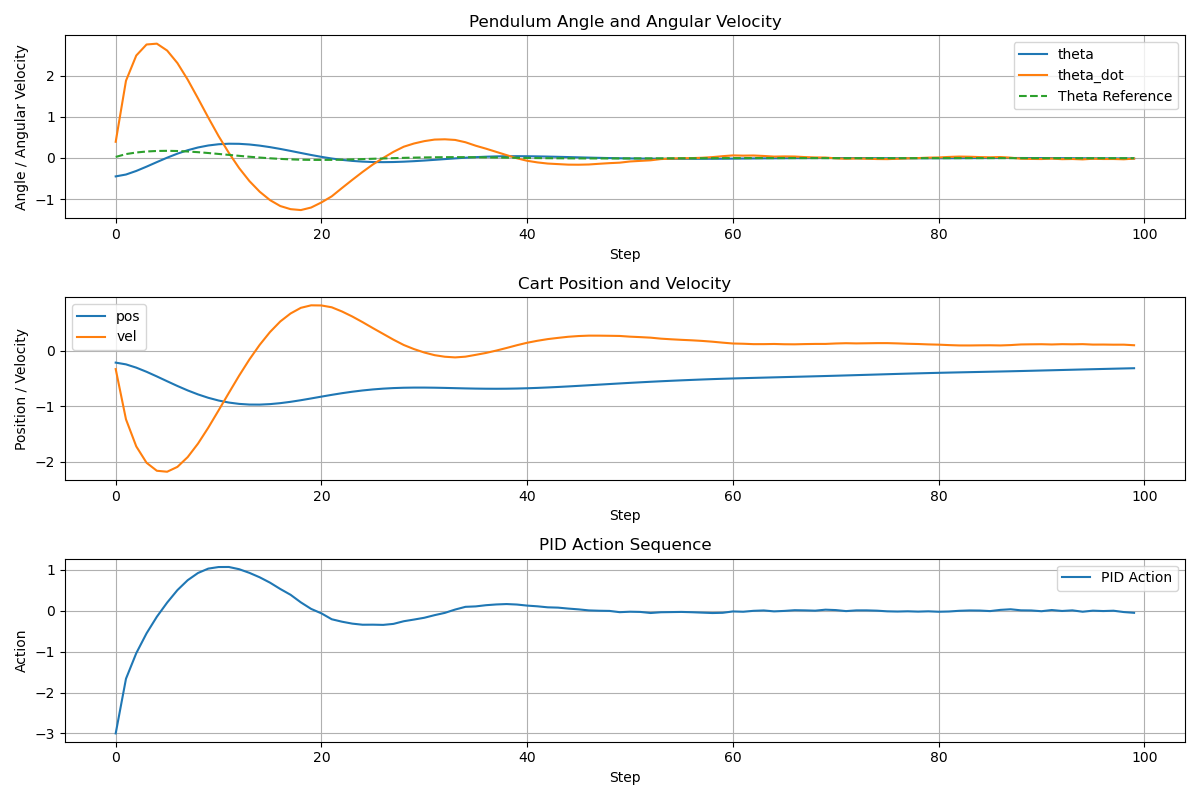 Pendulum Angle and Angular Velocity
Angle / Angular Velocity
2
1
0
−1
theta
theta_dot
Theta Reference
0 20 40 60 80 100
Step
Cart Position and Velocity
Position / Velocity
0
−1
−2
pos
vel
0 20 40 60 80 100
Step
PID Action Sequence
Action
1
0
−1
−2
−3
PID Action
0 20 40 60 80 100
Step